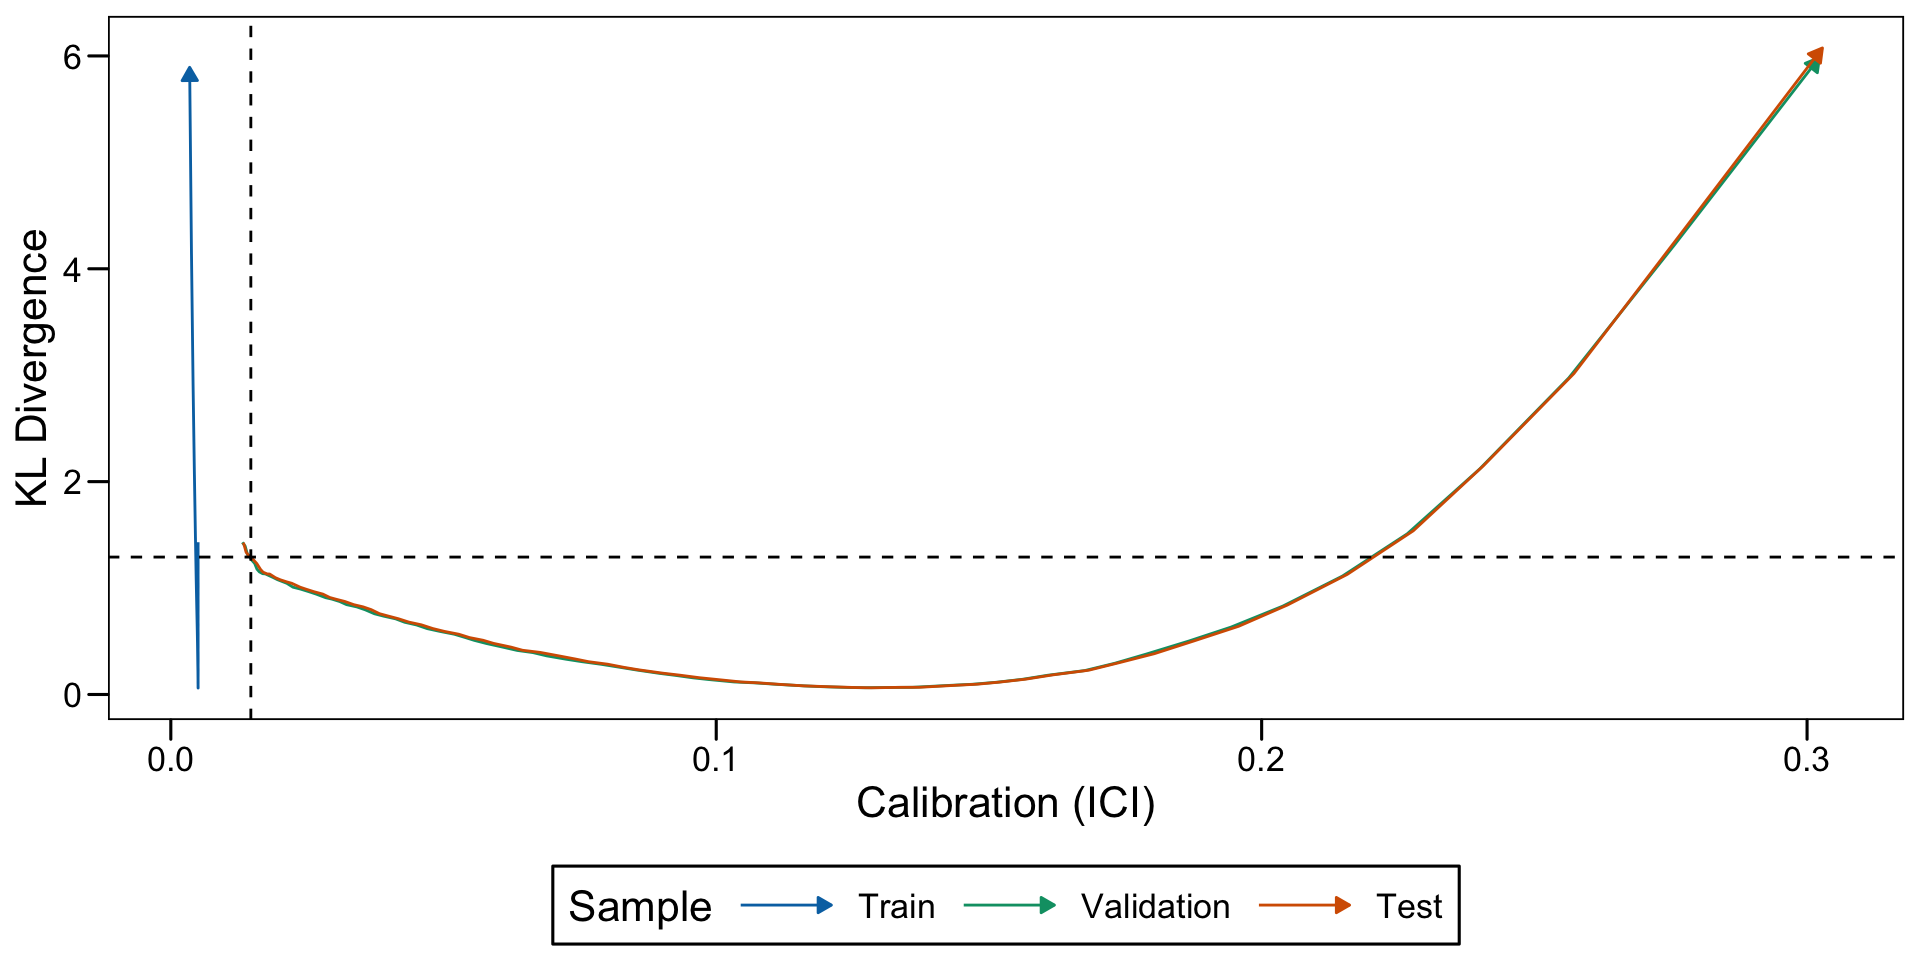 KL Divergence
6
4
2
0
0.0 0.1 0.2 0.3
Calibration (ICI)
Sample Train Validation Test